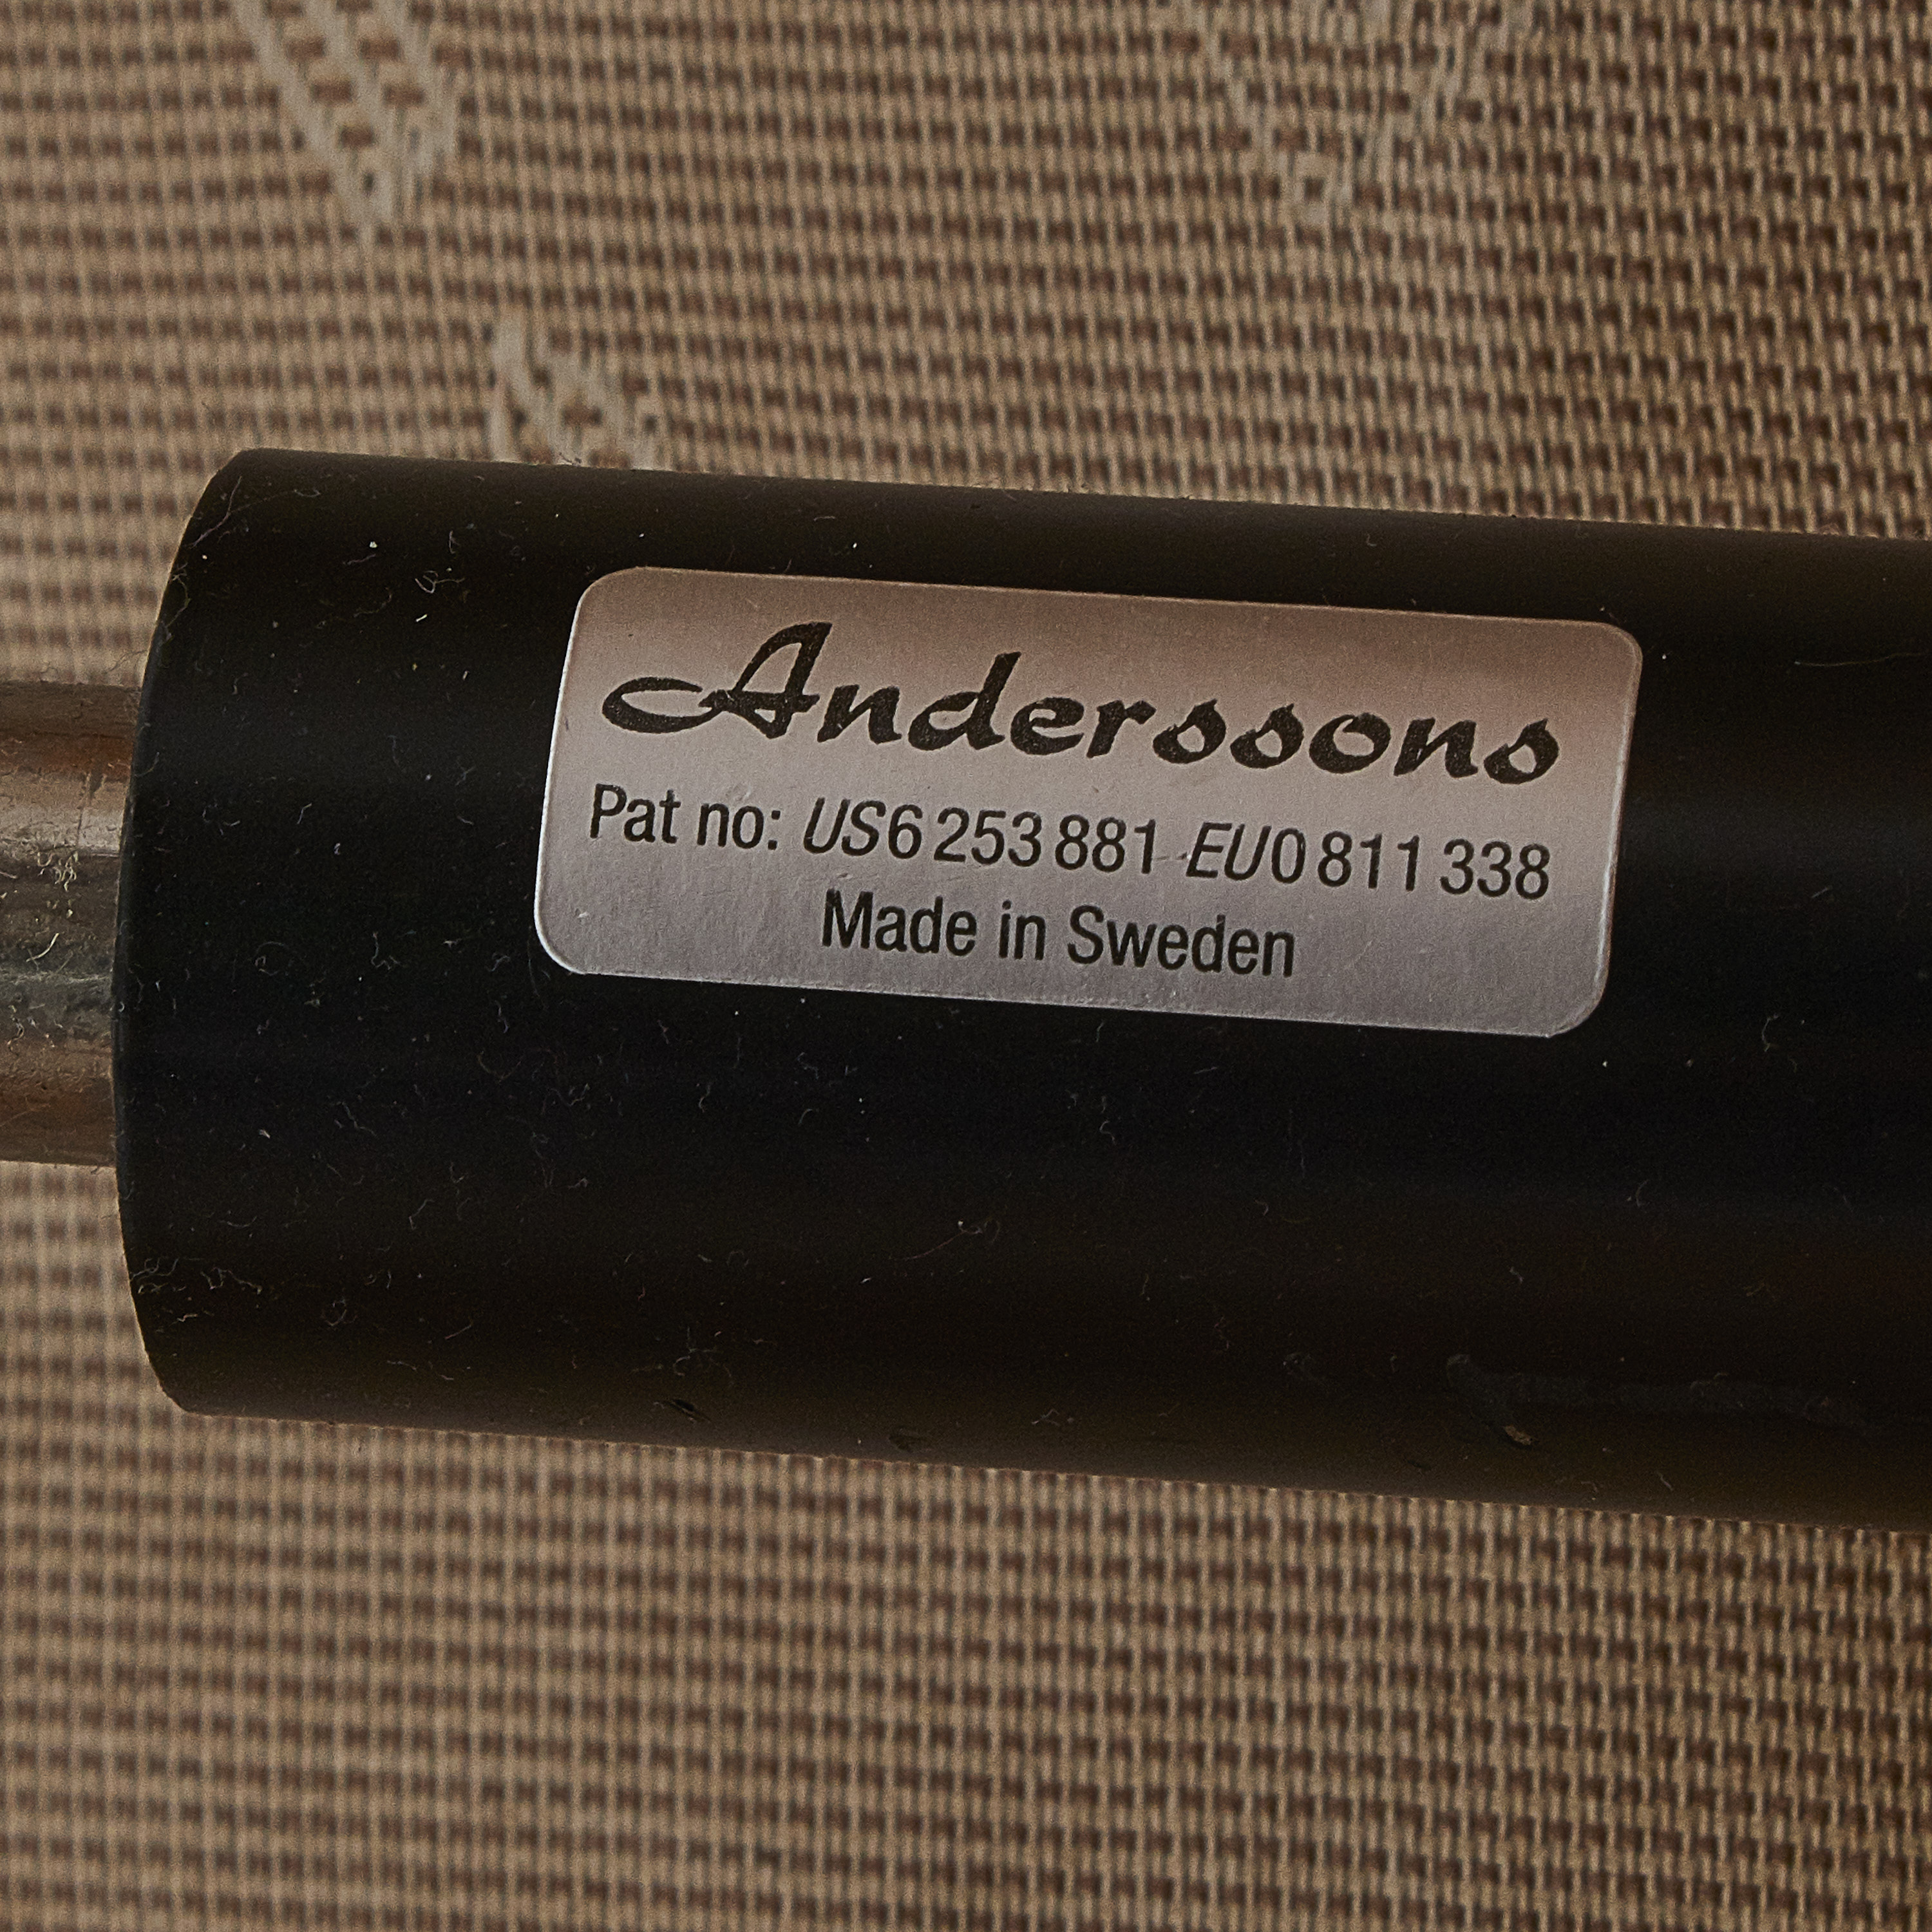 Anderssons
Pat no: US6 253 881 EU0 811 338
Made in Sweden